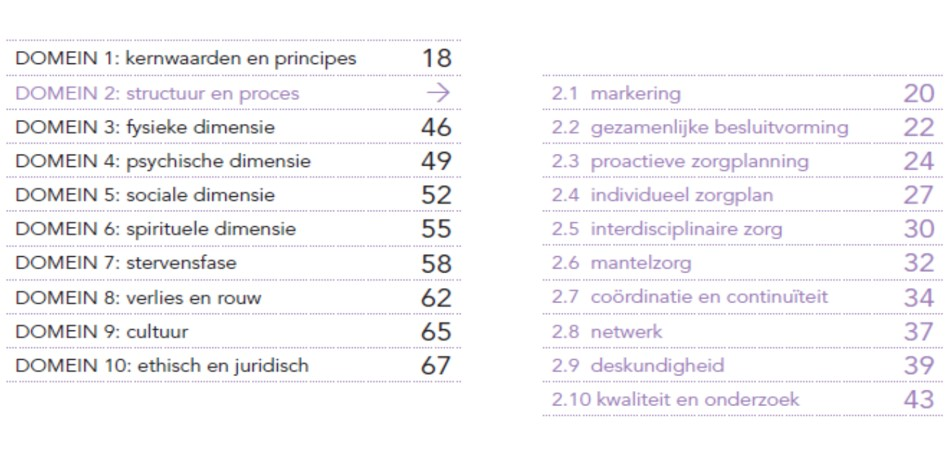 DOMEIN 1: kernwaarden en principes 18
DOMEIN 2: structuur en proces →
DOMEIN 3: fysieke dimensie 46
DOMEIN 4: psychische dimensie 49
DOMEIN 5: sociale dimensie 52
DOMEIN 6: spirituele dimensie 55
DOMEIN 7: stervensfase 58
DOMEIN 8: verlies en rouw 62
DOMEIN 9: cultuur 65
DOMEIN 10: ethisch en juridisch 67
2.1 markering 20
2.2 gezamenlijke besluitvorming 22
2.3 proactieve zorgplanning 24
2.4 individueel zorgplan 27
2.5 interdisciplinaire zorg 30
2.6 mantelzorg 32
2.7 coördinatie en continuïteit 34
2.8 netwerk 37
2.9 deskundigheid 39
2.10 kwaliteit en onderzoek 43